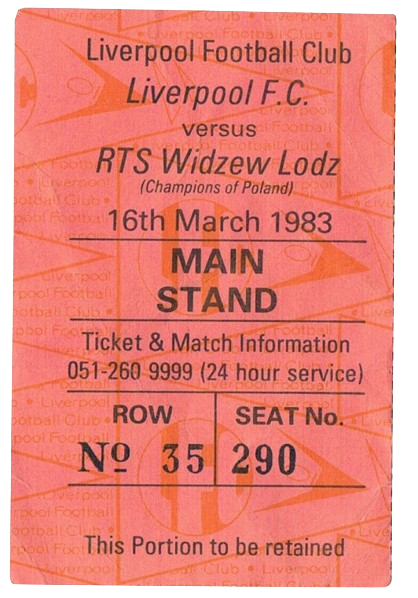 Liverpool Football Club
Liverpool F.C.
versus
RTS Widzew Lodz
(Champions of Poland)
16th March 1983
MAIN
STAND
Ticket & Match Information
051-260 9999 (24 hour service)
ROW SEAT No.
Nº 35 290
This Portion to be retained